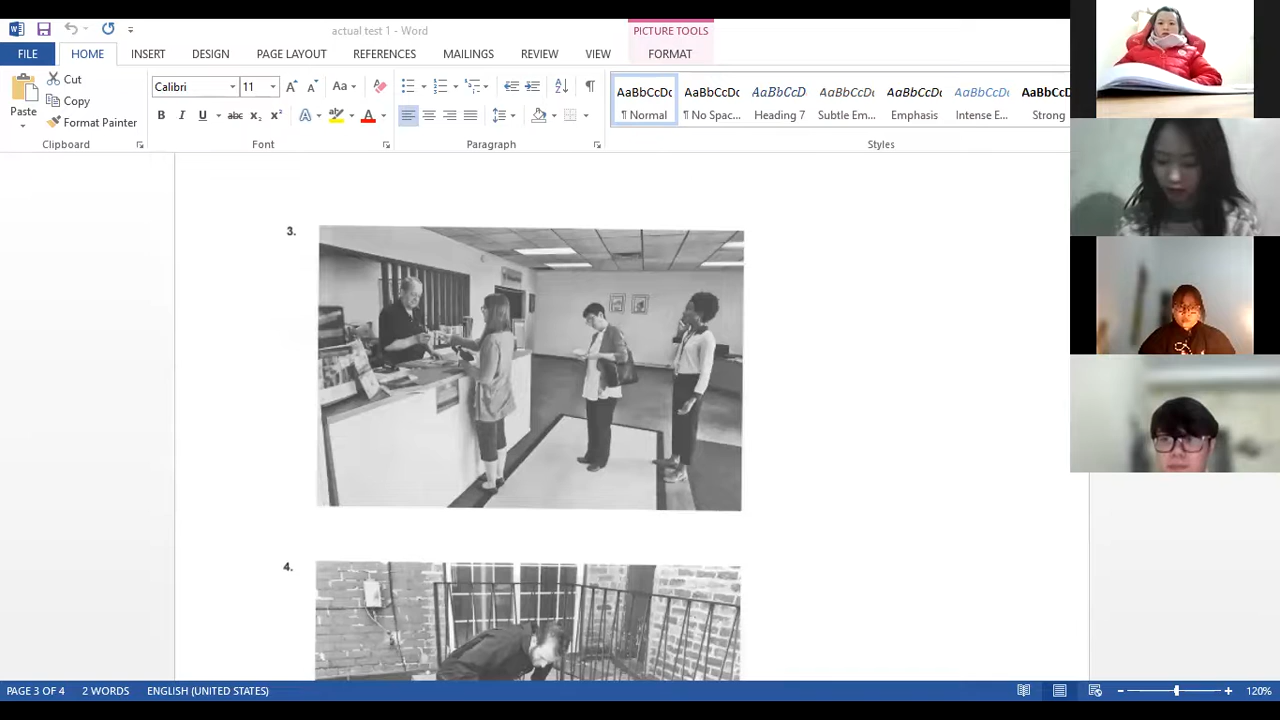 actual test 1 - Word
PICTURE TOOLS
FILE
HOME
INSERT
DESIGN
PAGE LAYOUT
REFERENCES
MAILINGS
REVIEW
VIEW
FORMAT
Paste
Cut
Copy
Format Painter
Clipboard
Calibri
11
Font
Paragraph
AaBbCcDc
¶ Normal
AaBbCcDc
¶ No Spac...
AaBbCcD
Heading 7
AaBbCcDc
Subtle Em...
AaBbCcDc
Emphasis
AaBbCcDc
Intense E...
AaBbCcDc
Strong
Styles
3.
4.
PAGE 3 OF 4
2 WORDS
ENGLISH (UNITED STATES)
120%